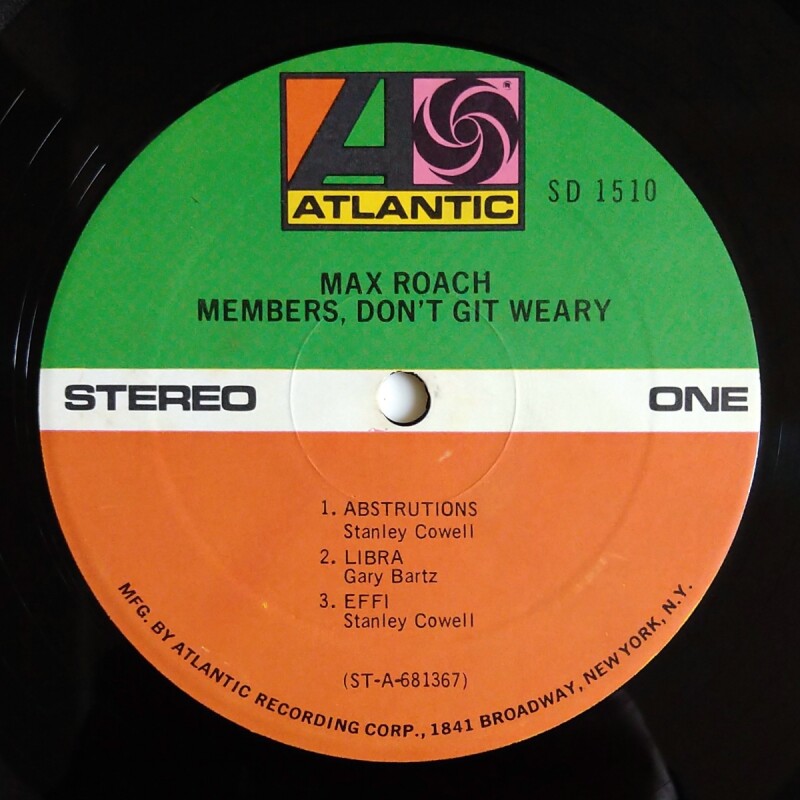 ATLANTIC
®
SD 1510
MAX ROACH
MEMBERS, DON'T GIT WEARY
STEREO
ONE
1. ABSTRUTIONS
Stanley Cowell
2. LIBRA
Gary Bartz
3. EFFI
Stanley Cowell
(ST-A-681367)
MFG. BY ATLANTIC RECORDING CORP., 1841 BROADWAY, NEW YORK, N.Y.